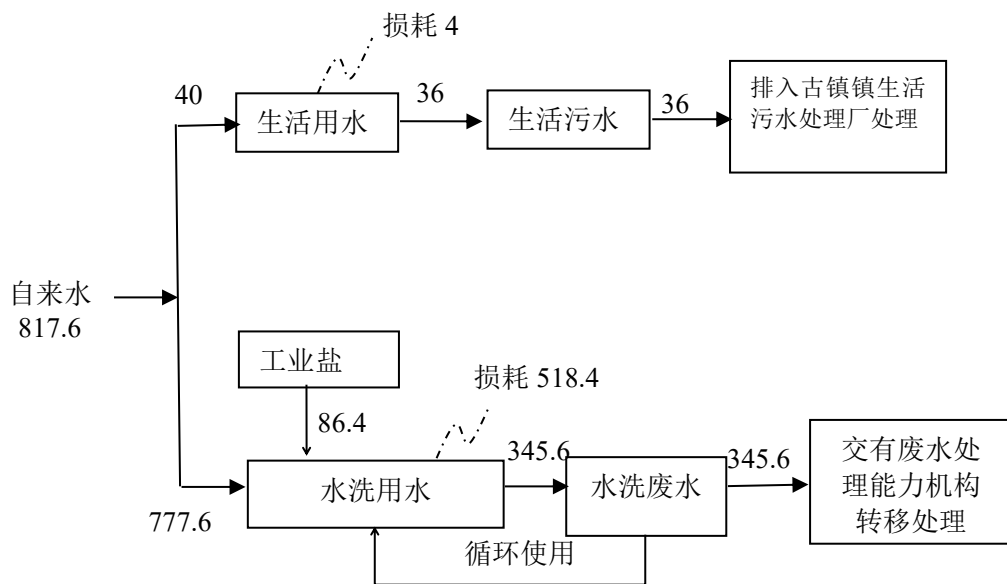 损耗 4
40
生活用水
36
生活污水
36
排入古镇镇生活
污水处理厂处理
自来水
817.6
工业盐
86.4
损耗 518.4
777.6
水洗用水
345.6
水洗废水
345.6
交有废水处
理能力机构
转移处理
循环使用